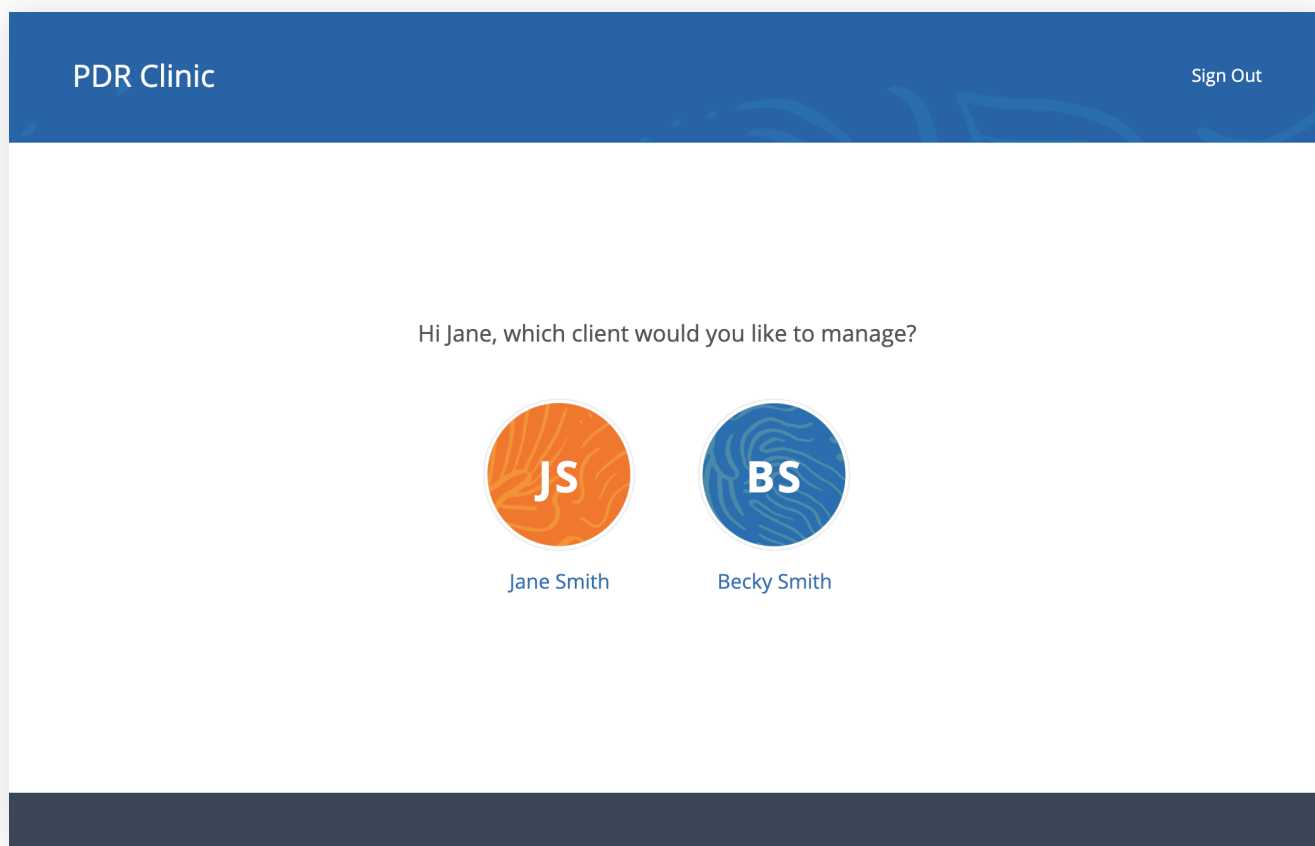 PDR Clinic
Sign Out
Hi Jane, which client would you like to manage?
JS
BS
Jane Smith
Becky Smith